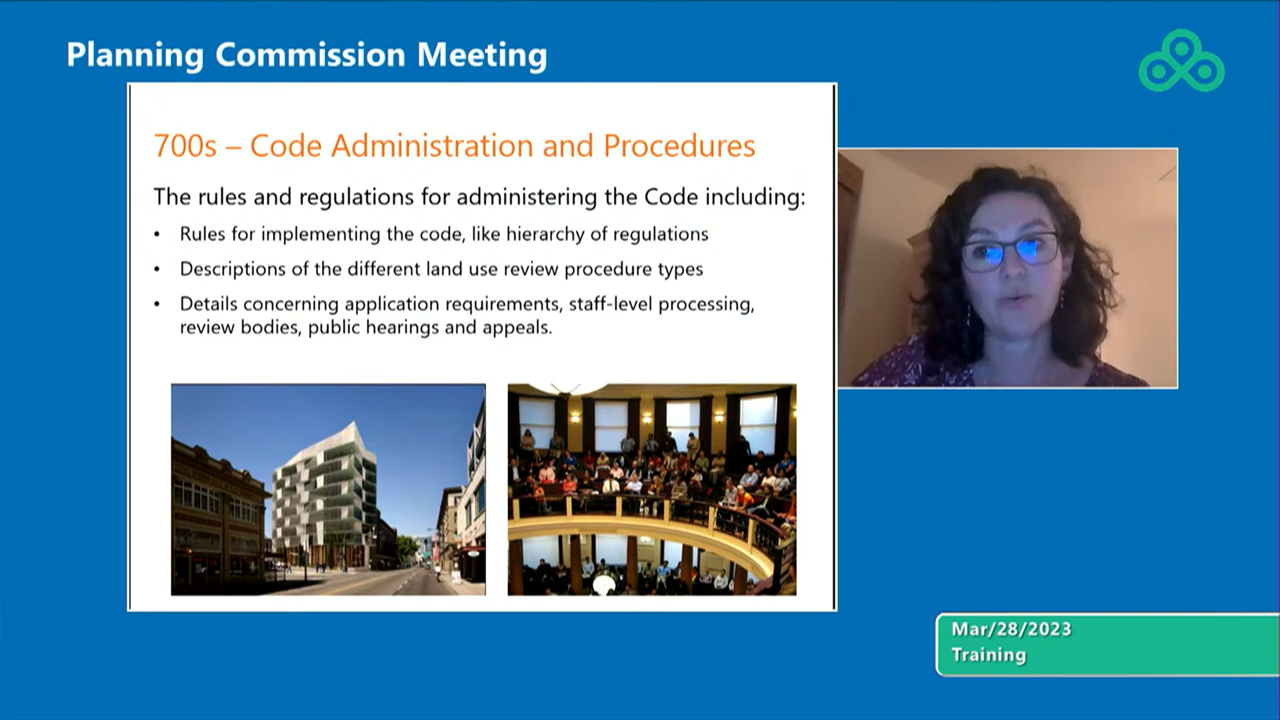 Planning Commission Meeting
700s – Code Administration and Procedures
The rules and regulations for administering the Code including:
• Rules for implementing the code, like hierarchy of regulations
• Descriptions of the different land use review procedure types
• Details concerning application requirements, staff-level processing,
review bodies, public hearings and appeals.
Mar/28/2023
Training